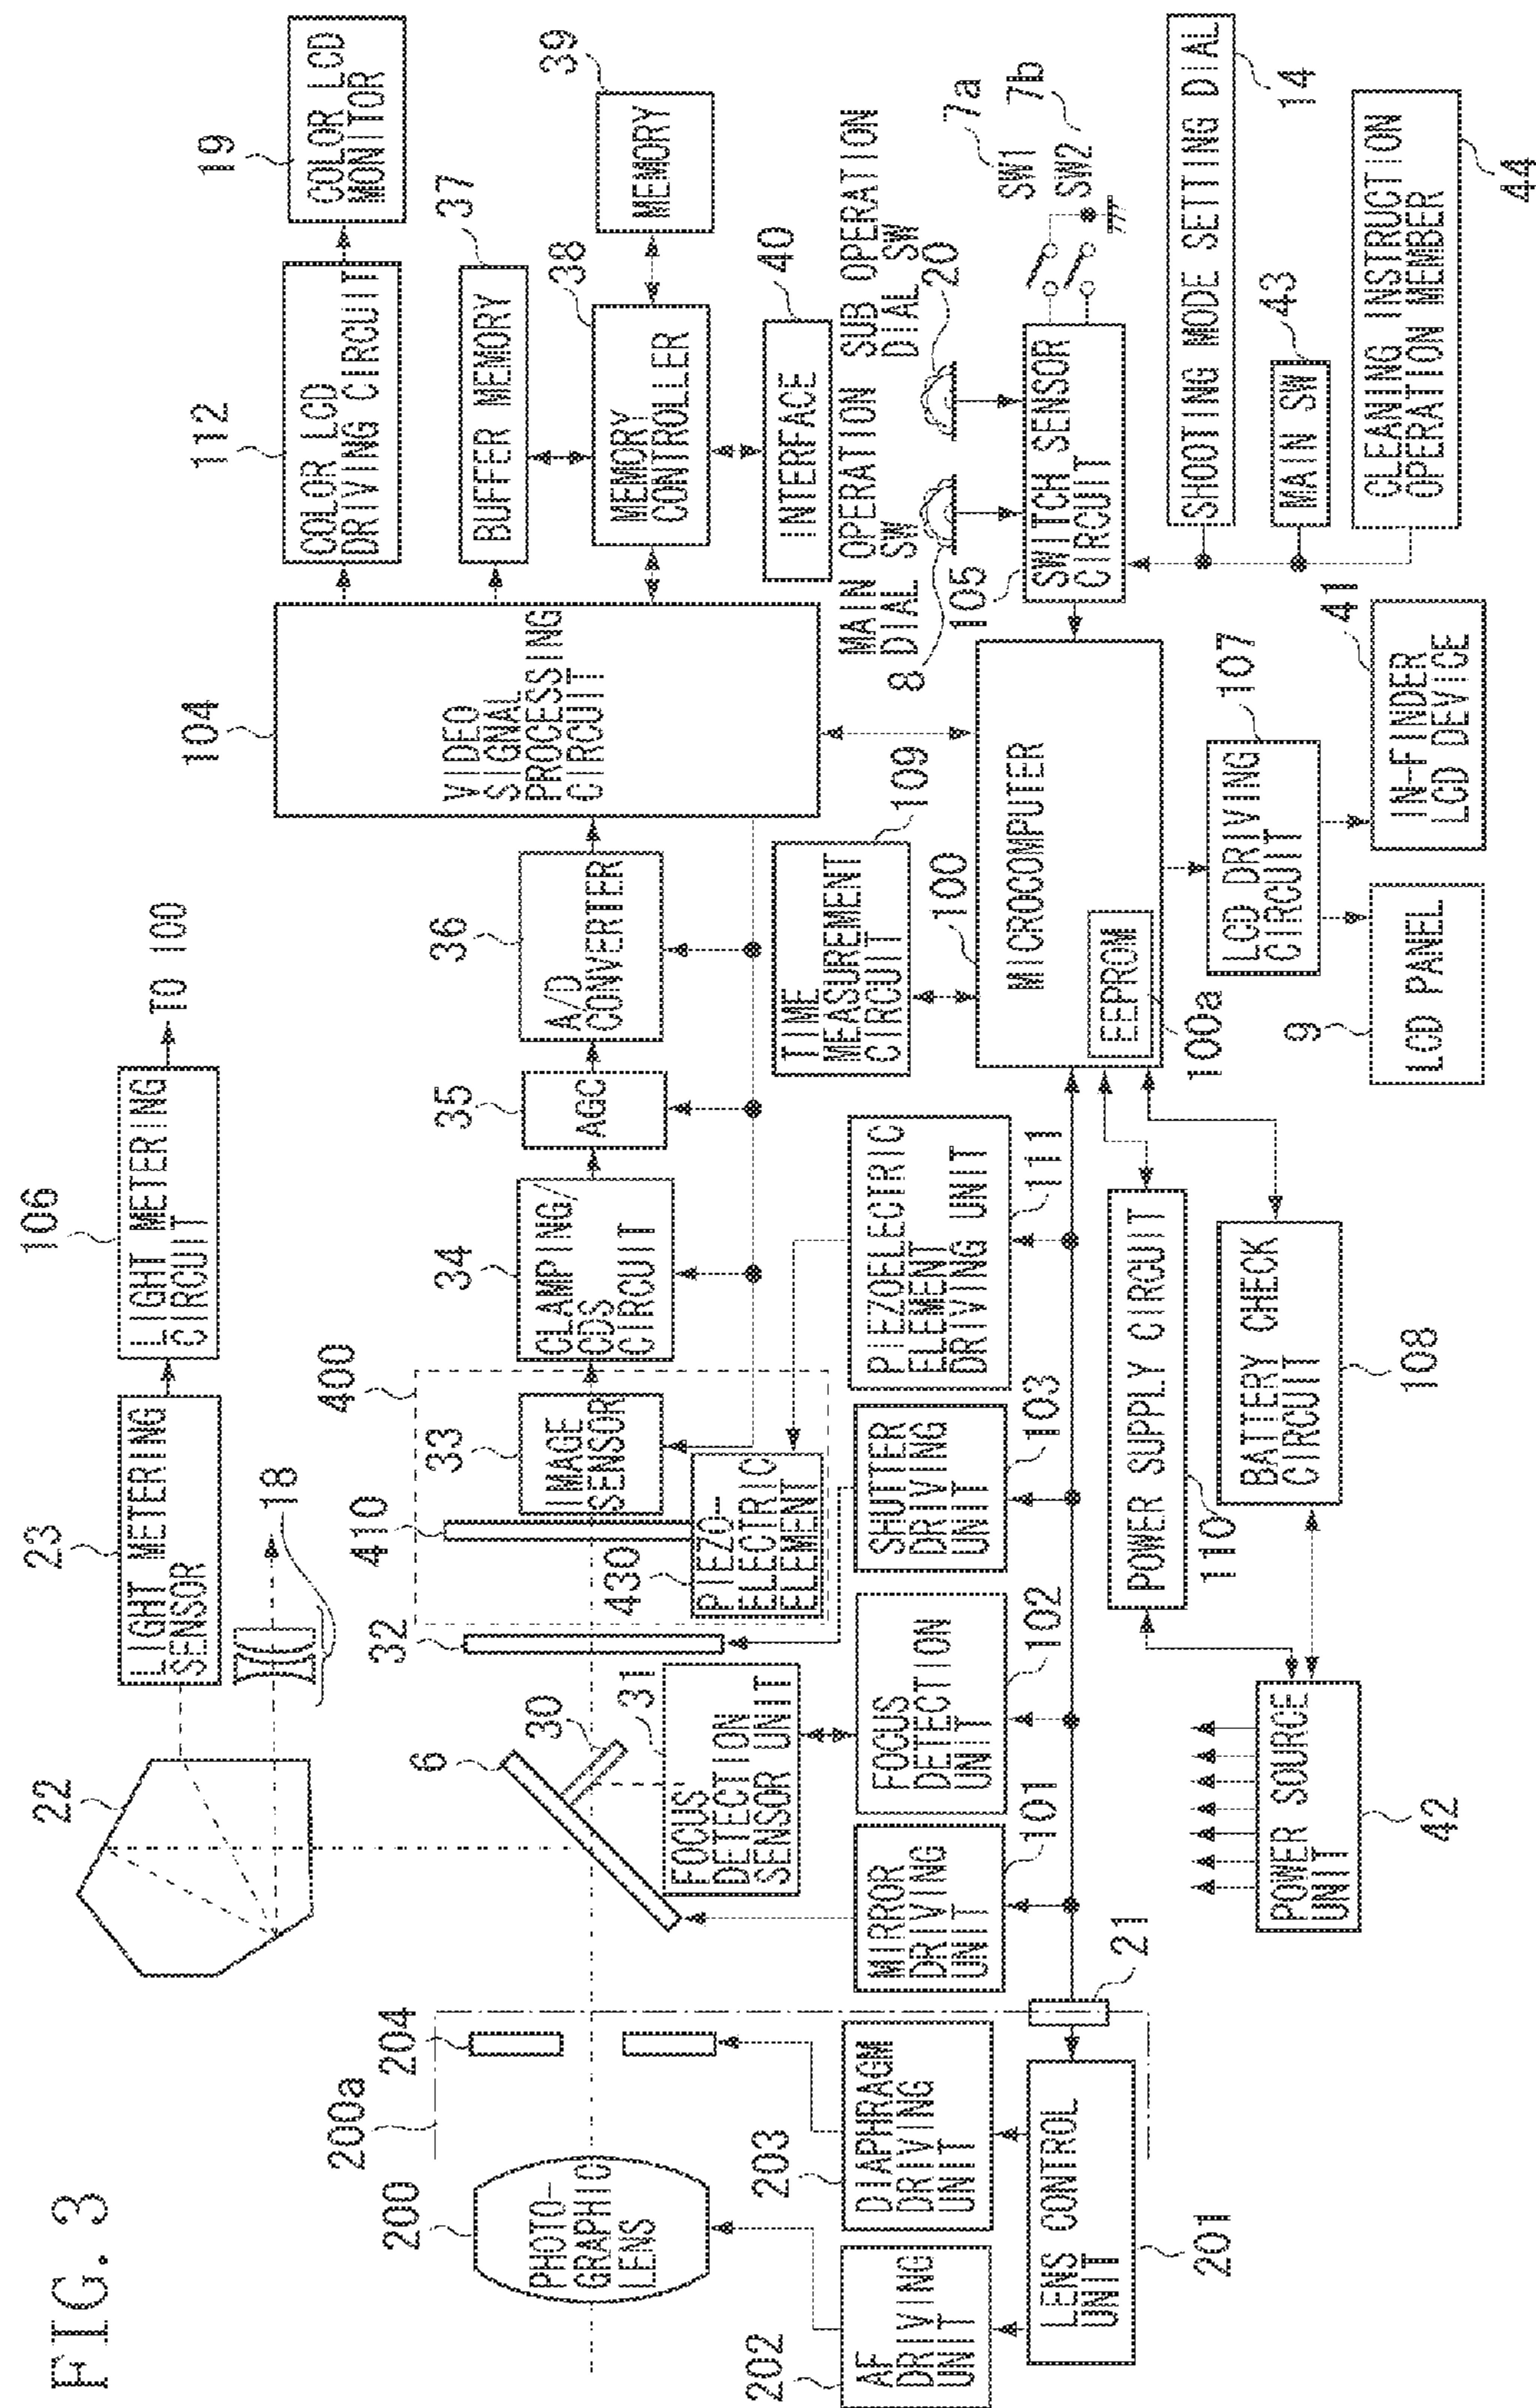 FIG. 3
22
23
LIGHT METERING
SENSOR
106
LIGHT METERING
CIRCUIT
TO 100
18
104
VIDEO
SIGNAL
PROCESSING
CIRCUIT
112
COLOR LCD
DRIVING CIRCUIT
19
COLOR LCD
MONITOR
37
BUFFER MEMORY
38
MEMORY
CONTROLLER
39
MEMORY
40
INTERFACE
200a
200
PHOTO-
GRAPHIC
LENS
204
6
30
31
FOCUS
DETECTION
SENSOR UNIT
32
400
410
430
PIEZO-
ELECTRIC
ELEMENT
33
IMAGE
SENSOR
34
CLAMPING/
CDS
CIRCUIT
35
AGC
36
A/D
CONVERTER
202
AF
DRIVING
UNIT
203
DIAPHRAGM
DRIVING
UNIT
201
LENS CONTROL
UNIT
21
MIRROR
DRIVING
UNIT
101
FOCUS
DETECTION
UNIT
102
SHUTTER
DRIVING
UNIT
103
PIEZOELECTRIC
ELEMENT
DRIVING UNIT
111
TIME
MEASUREMENT
CIRCUIT
109
100
MICROCOMPUTER
EEPROM
100a
MAIN OPERATION
DIAL SW
8
SUB OPERATION
DIAL SW
20
105
SWITCH SENSOR
CIRCUIT
SW1
7a
SW2
7b
SHOOTING MODE SETTING DIAL
14
MAIN SW
43
CLEANING INSTRUCTION
OPERATION MEMBER
44
POWER SOURCE
UNIT
42
POWER SUPPLY CIRCUIT
110
BATTERY CHECK
CIRCUIT
108
LCD DRIVING
CIRCUIT
107
9
LCD PANEL
41
IN-FINDER
LCD DEVICE